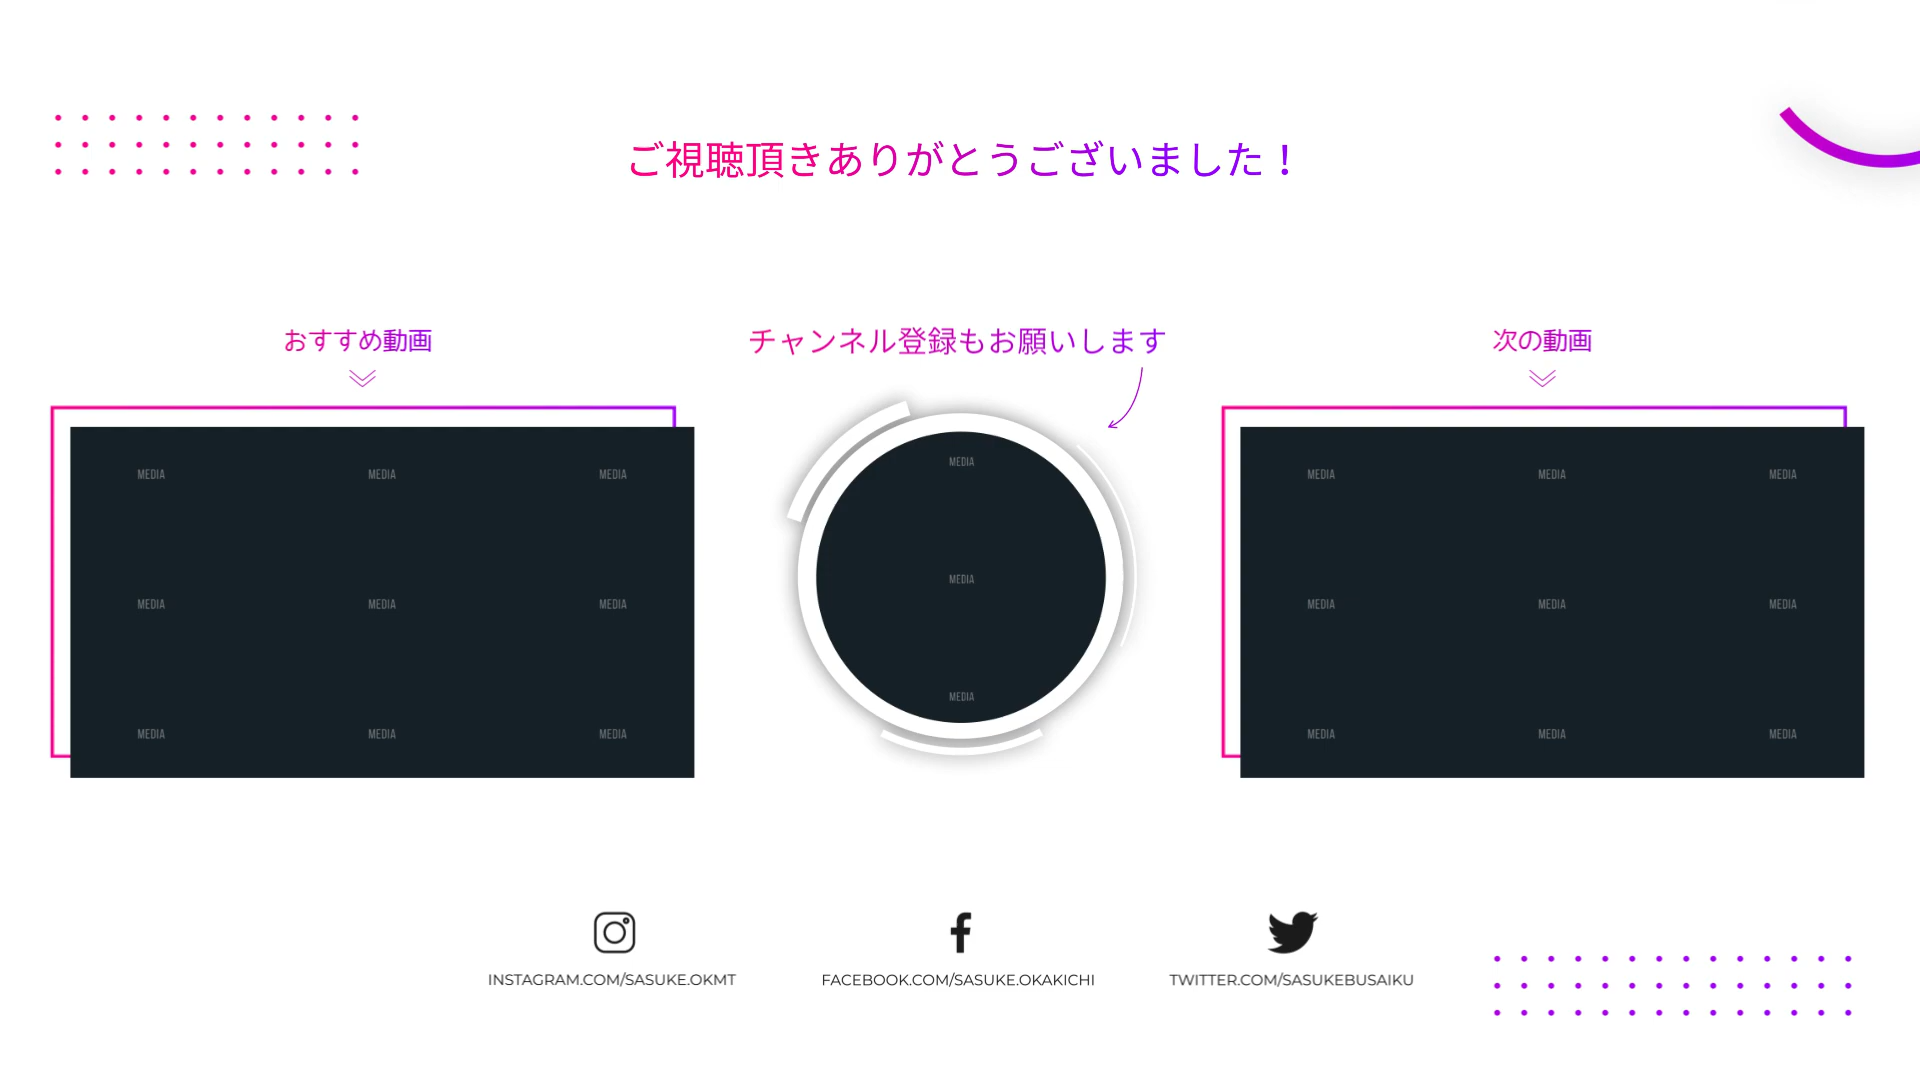 ご視聴頂きありがとうございました！
おすすめ動画
チャンネル登録もお願いします
次の動画
MEDIA MEDIA MEDIA
MEDIA MEDIA MEDIA
MEDIA MEDIA MEDIA
MEDIA
MEDIA
MEDIA
MEDIA MEDIA MEDIA
MEDIA MEDIA MEDIA
MEDIA MEDIA MEDIA
INSTAGRAM.COM/SASUKE.OKMT
FACEBOOK.COM/SASUKE.OKAKICHI
TWITTER.COM/SASUKEBUSAIKU